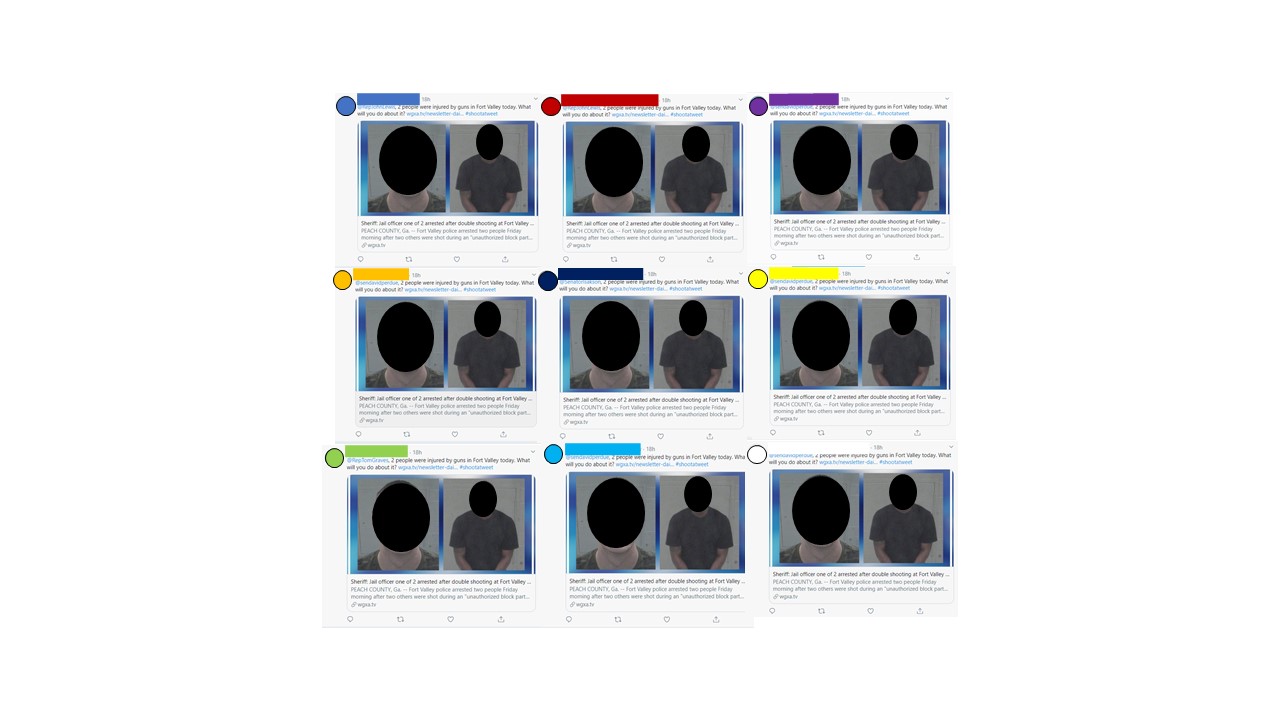 18h
2 people were injured by guns in Fort Valley today. What
will you do about it? wgxa.tv/newsletter-dai... #shootatweet
Sheriff: Jail officer one of 2 arrested after double shooting at Fort Valley ...
PEACH COUNTY, Ga. -- Fort Valley police arrested two people Friday
morning after two others were shot during an "unauthorized block part...
wgxa.tv
18h
2 people were injured by guns in Fort Valley today. What
will you do about it? wgxa.tv/newsletter-dai... #shootatweet
Sheriff: Jail officer one of 2 arrested after double shooting at Fort Valley ...
PEACH COUNTY, Ga. -- Fort Valley police arrested two people Friday
morning after two others were shot during an "unauthorized block part...
wgxa.tv
18h
2 people were injured by guns in Fort Valley today. What
will you do about it? wgxa.tv/newsletter-dai... #shootatweet
Sheriff: Jail officer one of 2 arrested after double shooting at Fort Valley ...
PEACH COUNTY, Ga. -- Fort Valley police arrested two people Friday
morning after two others were shot during an "unauthorized block part...
wgxa.tv
18h
@sendavidperdue, 2 people were injured by guns in Fort Valley today. What
will you do about it? wgxa.tv/newsletter-dai... #shootatweet
Sheriff: Jail officer one of 2 arrested after double shooting at Fort Valley ...
PEACH COUNTY, Ga. -- Fort Valley police arrested two people Friday
morning after two others were shot during an "unauthorized block part...
wgxa.tv
· 18h
@SenatorIsakson, 2 people were injured by guns in Fort Valley today. What
will you do about it? wgxa.tv/newsletter-dai... #shootatweet
Sheriff: Jail officer one of 2 arrested after double shooting at Fort Valley ...
PEACH COUNTY, Ga. -- Fort Valley police arrested two people Friday
morning after two others were shot during an "unauthorized block part...
wgxa.tv
18h
@sendavidperdue, 2 people were injured by guns in Fort Valley today. What
will you do about it? wgxa.tv/newsletter-dai... #shootatweet
Sheriff: Jail officer one of 2 arrested after double shooting at Fort Valley ...
PEACH COUNTY, Ga. -- Fort Valley police arrested two people Friday
morning after two others were shot during an "unauthorized block part...
wgxa.tv
· 18h
@RepTomGraves, 2 people were injured by guns in Fort Valley today. What
will you do about it? wgxa.tv/newsletter-dai... #shootatweet
Sheriff: Jail officer one of 2 arrested after double shooting at Fort Valley ...
PEACH COUNTY, Ga. -- Fort Valley police arrested two people Friday
morning after two others were shot during an "unauthorized block part...
wgxa.tv
· 18h
2 people were injured by guns in Fort Valley today. Wha
will you do about it? wgxa.tv/newsletter-dai... #shootatweet
Sheriff: Jail officer one of 2 arrested after double shooting at Fort Valley ...
PEACH COUNTY, Ga. -- Fort Valley police arrested two people Friday
morning after two others were shot during an "unauthorized block part...
wgxa.tv
· 18h
@sendavidperdue, 2 people were injured by guns in Fort Valley today. What
will you do about it? wgxa.tv/newsletter-dai... #shootatweet
Sheriff: Jail officer one of 2 arrested after double shooting at Fort Valley ...
PEACH COUNTY, Ga. -- Fort Valley police arrested two people Friday
morning after two others were shot during an "unauthorized block part...
wgxa.tv